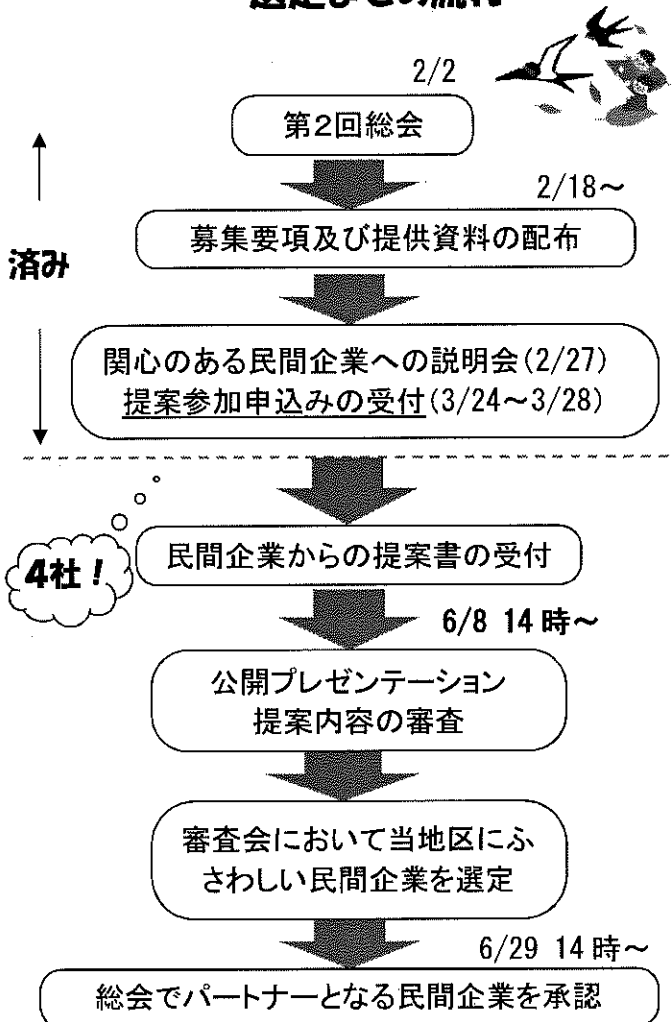 選定までの流れ
2/2
第2回総会
2/18～
募集要項及び提供資料の配布
済み
関心のある民間企業への説明会(2/27)
提案参加申込みの受付(3/24～3/28)
4社！
民間企業からの提案書の受付
6/8 14時～
公開プレゼンテーション
提案内容の審査
審査会において当地区にふ
さわしい民間企業を選定
6/29 14時～
総会でパートナーとなる民間企業を承認